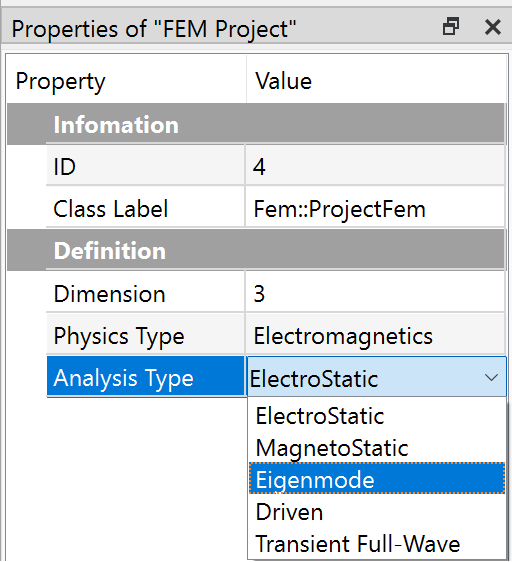 Properties of "FEM Project"
Property Value
Infomation
ID 4
Class Label Fem::ProjectFem
Definition
Dimension 3
Physics Type Electromagnetics
Analysis Type ElectroStatic
ElectroStatic
MagnetoStatic
Eigenmode
Driven
Transient Full-Wave